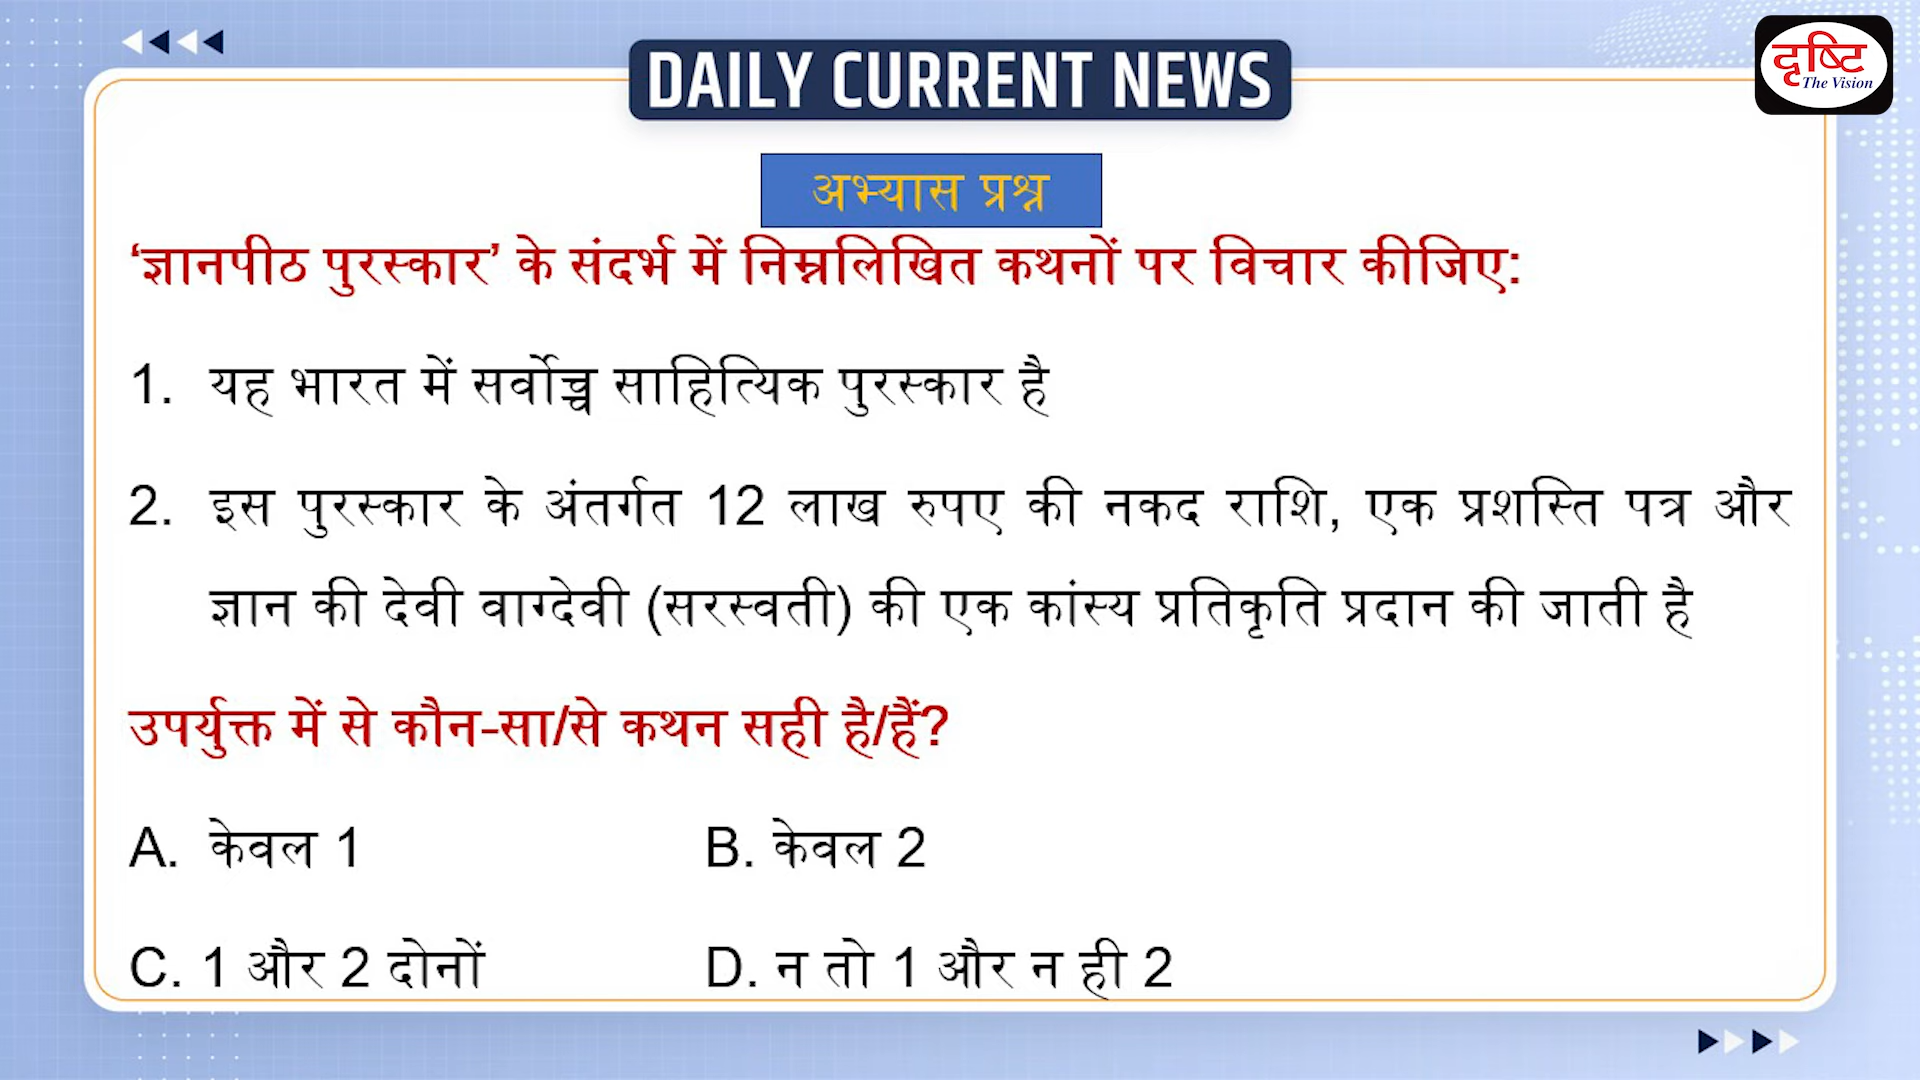 DAILY CURRENT NEWS
दृष्टि
The Vision
अभ्यास प्रश्न
‘ज्ञानपीठ पुरस्कार’ के संदर्भ में निम्नलिखित कथनों पर विचार कीजिए:
1. यह भारत में सर्वोच्च साहित्यिक पुरस्कार है
2. इस पुरस्कार के अंतर्गत 12 लाख रुपए की नकद राशि, एक प्रशस्ति पत्र और
ज्ञान की देवी वाग्देवी (सरस्वती) की एक कांस्य प्रतिकृति प्रदान की जाती है
उपर्युक्त में से कौन-सा/से कथन सही है/हैं?
A. केवल 1 B. केवल 2
C. 1 और 2 दोनों D. न तो 1 और न ही 2